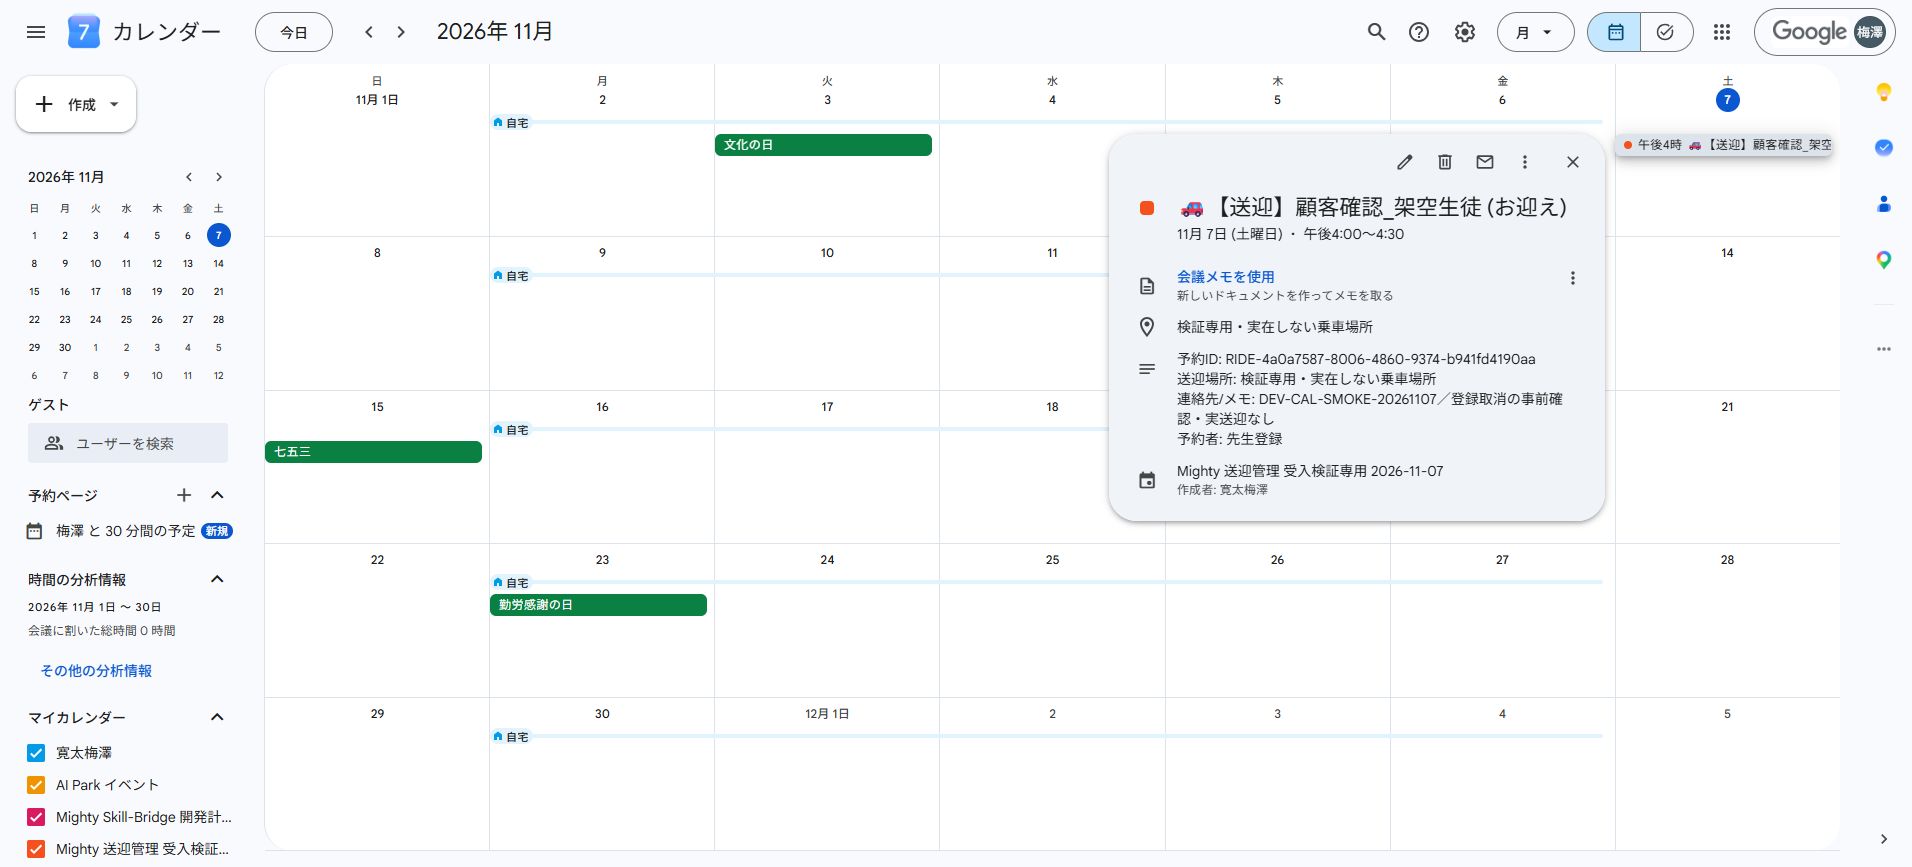 7 カレンダー
今日
2026年 11月
月
Google 梅澤
作成
2026年 11月
日 月 火 水 木 金 土
1 2 3 4 5 6 7
8 9 10 11 12 13 14
15 16 17 18 19 20 21
22 23 24 25 26 27 28
29 30 1 2 3 4 5
6 7 8 9 10 11 12
ゲスト
ユーザーを検索
予約ページ
梅澤 と 30 分間の予定 新規
時間の分析情報
2026年 11月 1日 ～ 30日
会議に割いた総時間 0 時間
その他の分析情報
マイカレンダー
寛太梅澤
AI Park イベント
Mighty Skill-Bridge 開発計...
Mighty 送迎管理 受入検証...
日 月 火 水 木 金 土
11月 1日 2 3 4 5 6 7
自宅
文化の日
午後4時 🚗【送迎】顧客確認_架空
8 9 10 11 14
自宅
15 16 17 18 21
自宅
七五三
22 23 24 25 26 27 28
自宅
勤労感謝の日
29 30 12月 1日 2 3 4 5
自宅
🚗【送迎】顧客確認_架空生徒 (お迎え)
11月 7日 (土曜日) ・ 午後4:00～4:30
会議メモを使用
新しいドキュメントを作ってメモを取る
検証専用・実在しない乗車場所
予約ID: RIDE-4a0a7587-8006-4860-9374-b941fd4190aa
送迎場所: 検証専用・実在しない乗車場所
連絡先/メモ: DEV-CAL-SMOKE-20261107／登録取消の事前確
認・実送迎なし
予約者: 先生登録
Mighty 送迎管理 受入検証専用 2026-11-07
作成者: 寛太梅澤